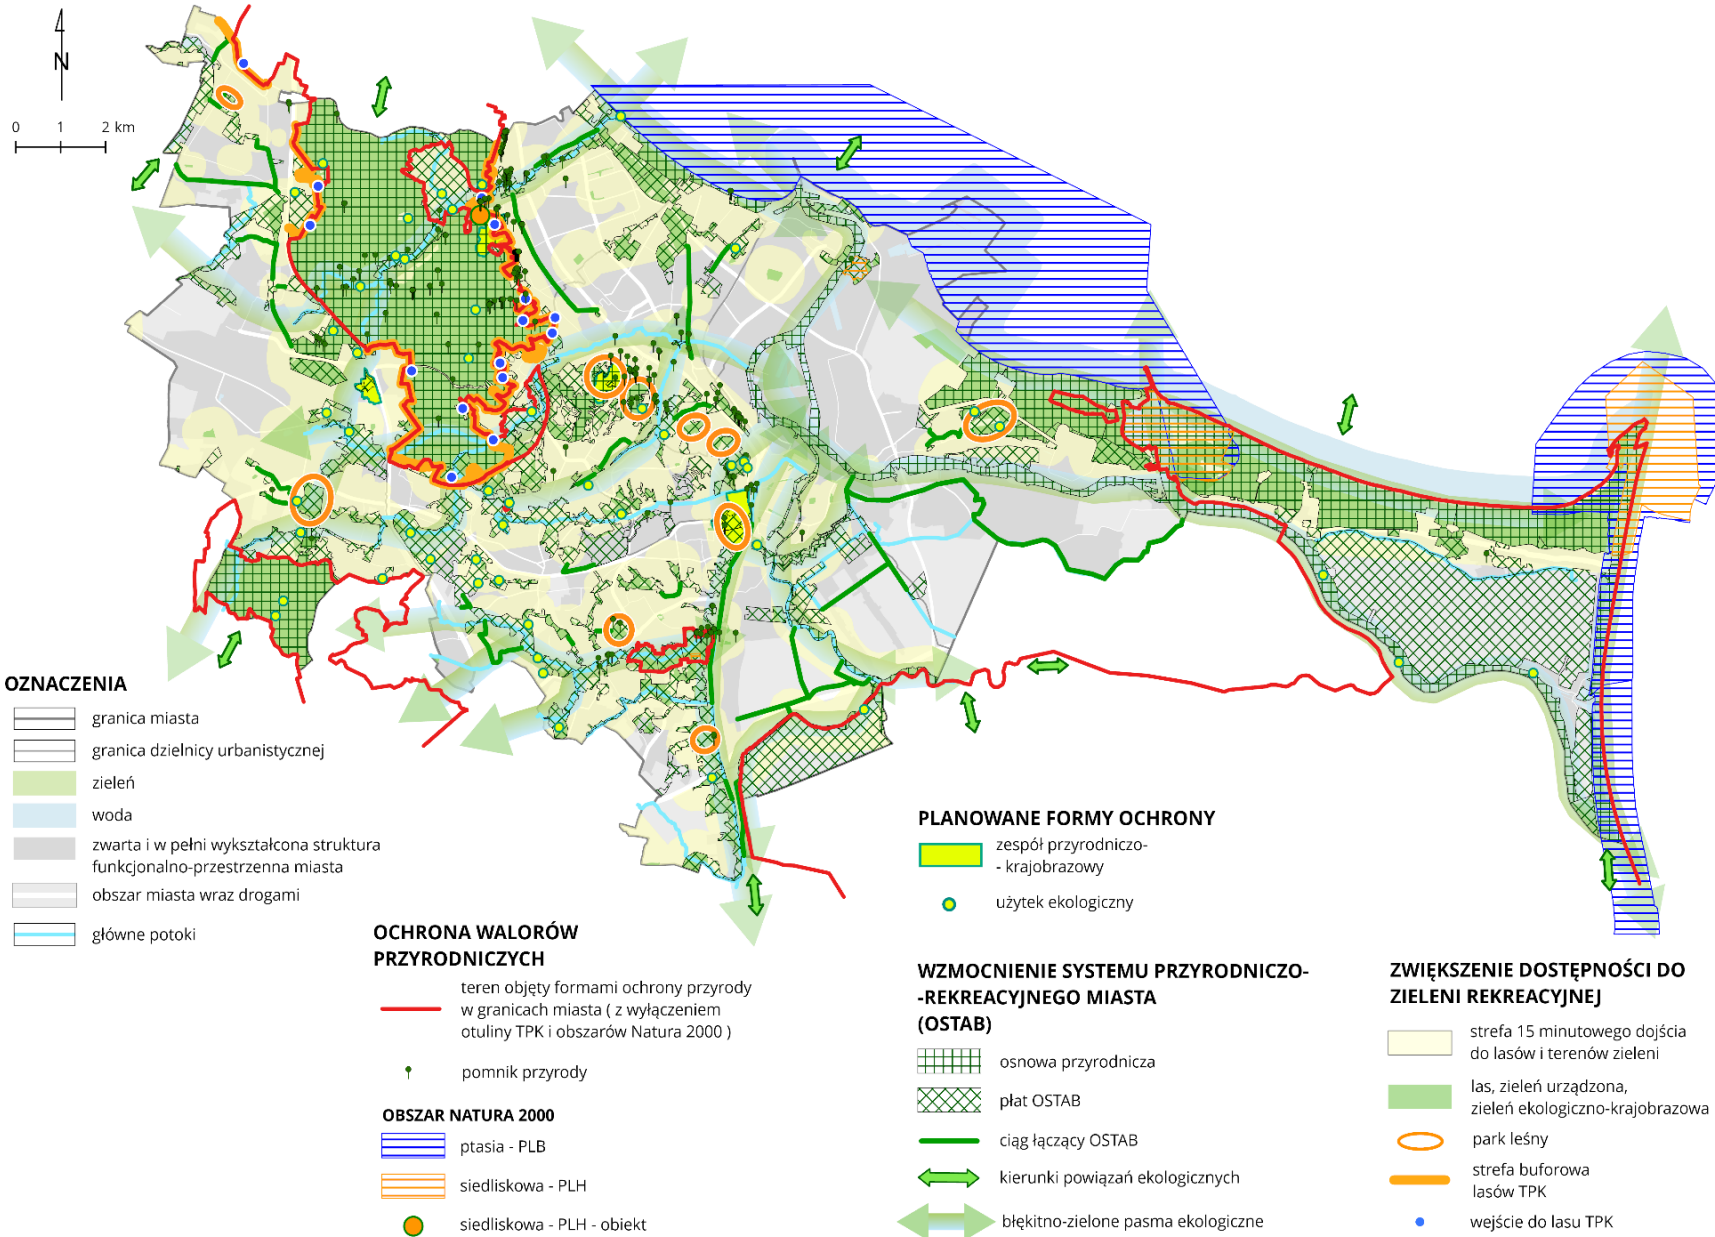 N
0 1 2 km
OZNACZENIA
granica miasta
granica dzielnicy urbanistycznej
zieleń
woda
zwarta i w pełni wykształcona struktura
funkcjonalno-przestrzenna miasta
obszar miasta wraz drogami
główne potoki
OCHRONA WALORÓW
PRZYRODNICZYCH
teren objęty formami ochrony przyrody
w granicach miasta ( z wyłączeniem
otuliny TPK i obszarów Natura 2000 )
pomnik przyrody
OBSZAR NATURA 2000
ptasia - PLB
siedliskowa - PLH
siedliskowa - PLH - obiekt
PLANOWANE FORMY OCHRONY
zespół przyrodniczo-
- krajobrazowy
użytek ekologiczny
WZMOCNIENIE SYSTEMU PRZYRODNICZO-
-REKREACYJNEGO MIASTA
(OSTAB)
osnowa przyrodnicza
płat OSTAB
ciąg łączący OSTAB
kierunki powiązań ekologicznych
błękitno-zielone pasma ekologiczne
ZWIĘKSZENIE DOSTĘPNOŚCI DO
ZIELENI REKREACYJNEJ
strefa 15 minutowego dojścia
do lasów i terenów zieleni
las, zieleń urządzona,
zieleń ekologiczno-krajobrazowa
park leśny
strefa buforowa
lasów TPK
wejście do lasu TPK